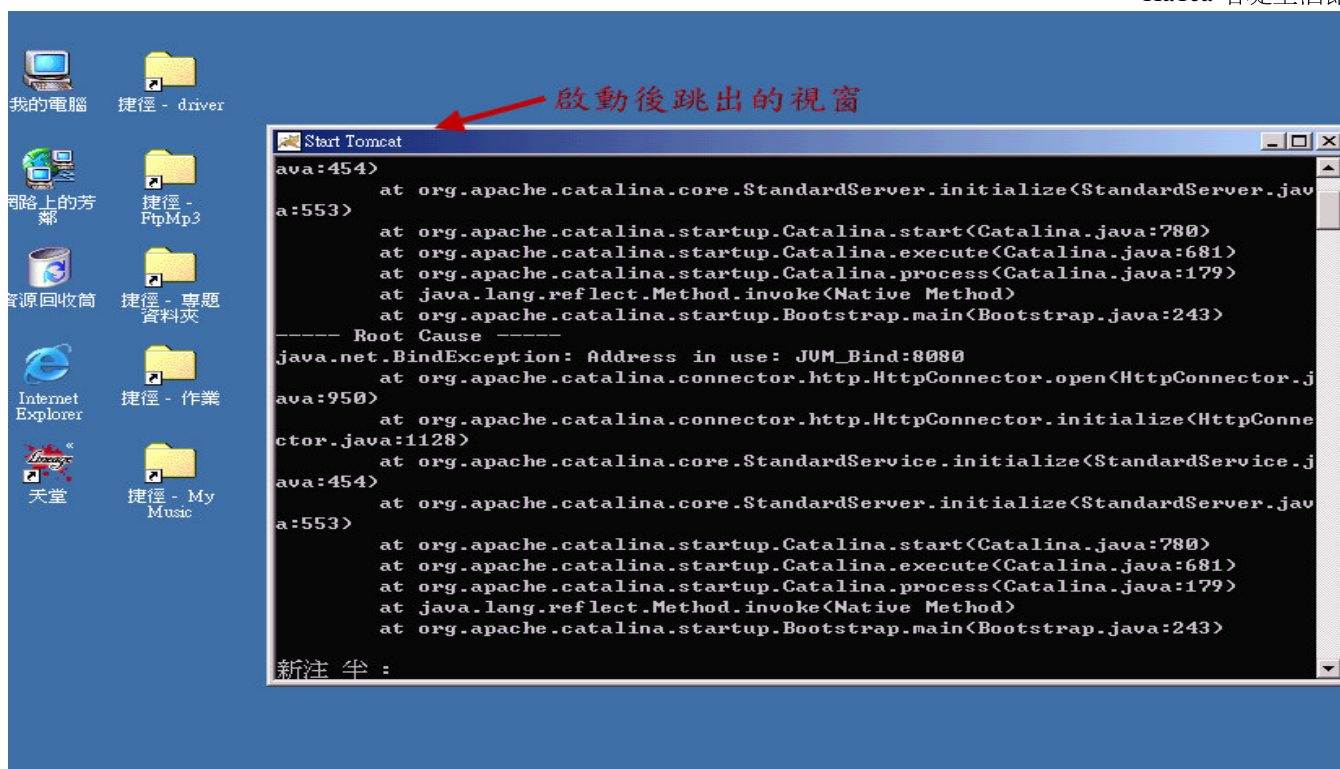 我的電腦
捷徑 - driver
網路上的芳
鄰
捷徑 -
FtpMp3
資源回收筒
捷徑 - 專題
資料夾
Internet
Explorer
捷徑 - 作業
Lineage
天堂
捷徑 - My
Music
啟動後跳出的視窗
Start Tomcat
ava:454)
at org.apache.catalina.core.StandardServer.initialize(StandardServer.jav
a:553)
at org.apache.catalina.startup.Catalina.start(Catalina.java:780)
at org.apache.catalina.startup.Catalina.execute(Catalina.java:681)
at org.apache.catalina.startup.Catalina.process(Catalina.java:179)
at java.lang.reflect.Method.invoke(Native Method)
at org.apache.catalina.startup.Bootstrap.main(Bootstrap.java:243)
----- Root Cause -----
java.net.BindException: Address in use: JVM_Bind:8080
at org.apache.catalina.connector.http.HttpConnector.open(HttpConnector.j
ava:950)
at org.apache.catalina.connector.http.HttpConnector.initialize(HttpConne
ctor.java:1128)
at org.apache.catalina.core.StandardService.initialize(StandardService.j
ava:454)
at org.apache.catalina.core.StandardServer.initialize(StandardServer.jav
a:553)
at org.apache.catalina.startup.Catalina.start(Catalina.java:780)
at org.apache.catalina.startup.Catalina.execute(Catalina.java:681)
at org.apache.catalina.startup.Catalina.process(Catalina.java:179)
at java.lang.reflect.Method.invoke(Native Method)
at org.apache.catalina.startup.Bootstrap.main(Bootstrap.java:243)
新注 半 :